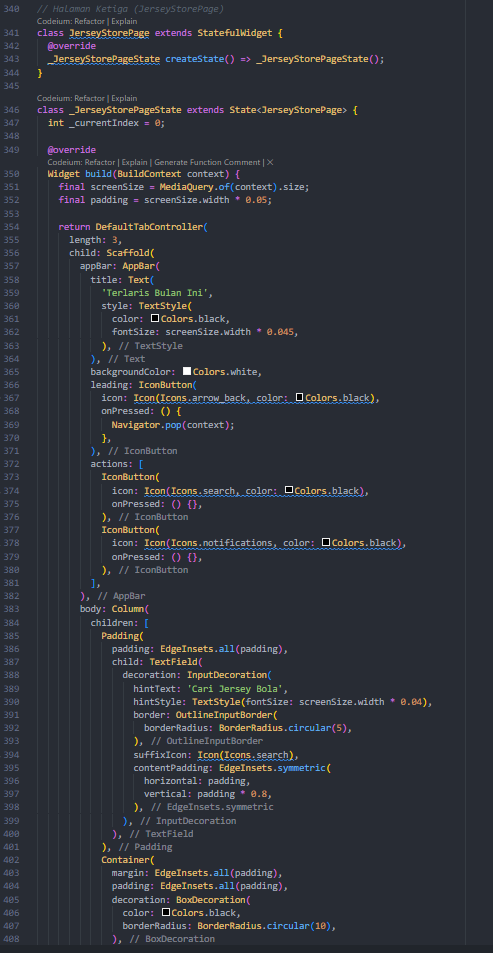 340 // Halaman Ketiga (JerseyStorePage)
Codeium: Refactor | Explain
341 class JerseyStorePage extends StatefulWidget {
342   @override
343   _JerseyStorePageState createState() => _JerseyStorePageState();
344 }
345
Codeium: Refactor | Explain
346 class _JerseyStorePageState extends State<JerseyStorePage> {
347   int _currentIndex = 0;
348
349   @override
Codeium: Refactor | Explain | Generate Function Comment | ×
350   Widget build(BuildContext context) {
351     final screenSize = MediaQuery.of(context).size;
352     final padding = screenSize.width * 0.05;
353
354     return DefaultTabController(
355       length: 3,
356       child: Scaffold(
357         appBar: AppBar(
358           title: Text(
359             'Terlaris Bulan Ini',
360             style: TextStyle(
361               color: Colors.black,
362               fontSize: screenSize.width * 0.045,
363             ), // TextStyle
364           ), // Text
365           backgroundColor: Colors.white,
366           leading: IconButton(
367             icon: Icon(Icons.arrow_back, color: Colors.black),
368             onPressed: () {
369               Navigator.pop(context);
370             },
371           ), // IconButton
372           actions: [
373             IconButton(
374               icon: Icon(Icons.search, color: Colors.black),
375               onPressed: () {},
376             ), // IconButton
377             IconButton(
378               icon: Icon(Icons.notifications, color: Colors.black),
379               onPressed: () {},
380             ), // IconButton
381           ],
382         ), // AppBar
383         body: Column(
384           children: [
385             Padding(
386               padding: EdgeInsets.all(padding),
387               child: TextField(
388                 decoration: InputDecoration(
389                   hintText: 'Cari Jersey Bola',
390                   hintStyle: TextStyle(fontSize: screenSize.width * 0.04),
391                   border: OutlineInputBorder(
392                     borderRadius: BorderRadius.circular(5),
393                   ), // OutlineInputBorder
394                   suffixIcon: Icon(Icons.search),
395                   contentPadding: EdgeInsets.symmetric(
396                     horizontal: padding,
397                     vertical: padding * 0.8,
398                   ), // EdgeInsets.symmetric
399                 ), // InputDecoration
400               ), // TextField
401             ), // Padding
402             Container(
403               margin: EdgeInsets.all(padding),
404               padding: EdgeInsets.all(padding),
405               decoration: BoxDecoration(
406                 color: Colors.black,
407                 borderRadius: BorderRadius.circular(10),
408               ), // BoxDecoration